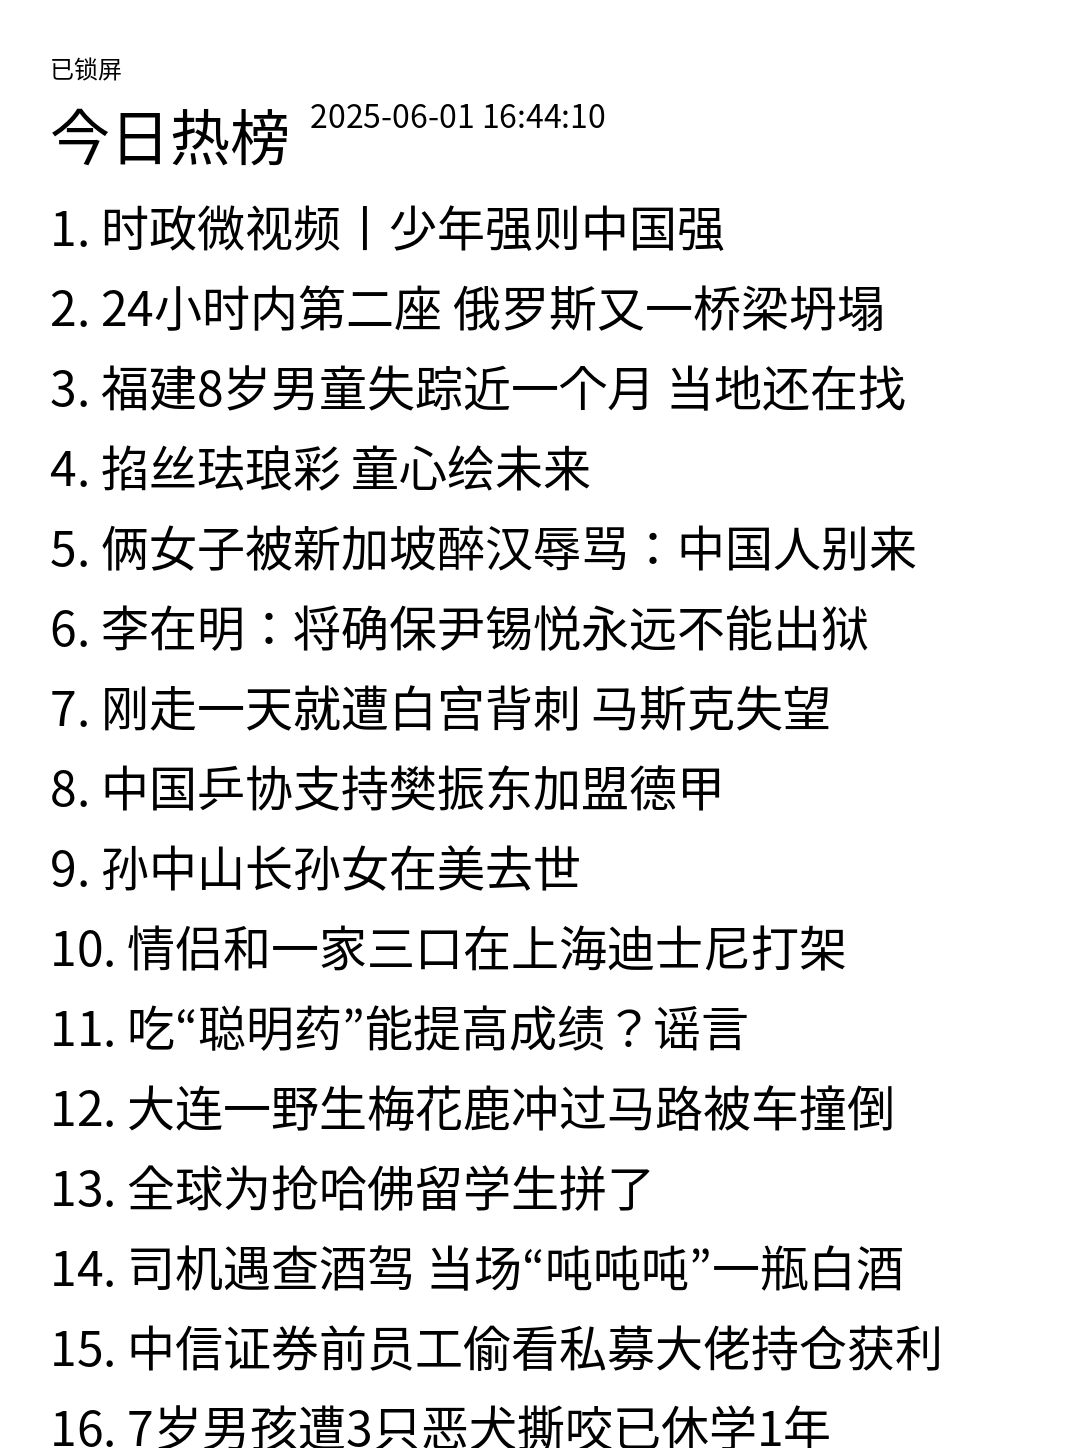 已锁屏
今日热榜 2025-06-01 16:44:10
1. 时政微视频丨少年强则中国强
2. 24小时内第二座 俄罗斯又一桥梁坍塌
3. 福建8岁男童失踪近一个月 当地还在找
4. 掐丝珐琅彩 童心绘未来
5. 俩女子被新加坡醉汉辱骂：中国人别来
6. 李在明：将确保尹锡悦永远不能出狱
7. 刚走一天就遭白宫背刺 马斯克失望
8. 中国乒协支持樊振东加盟德甲
9. 孙中山长孙女在美去世
10. 情侣和一家三口在上海迪士尼打架
11. 吃“聪明药”能提高成绩？谣言
12. 大连一野生梅花鹿冲过马路被车撞倒
13. 全球为抢哈佛留学生拼了
14. 司机遇查酒驾 当场“吨吨吨”一瓶白酒
15. 中信证券前员工偷看私募大佬持仓获利
16. 7岁男孩遭3只恶犬撕咬已休学1年